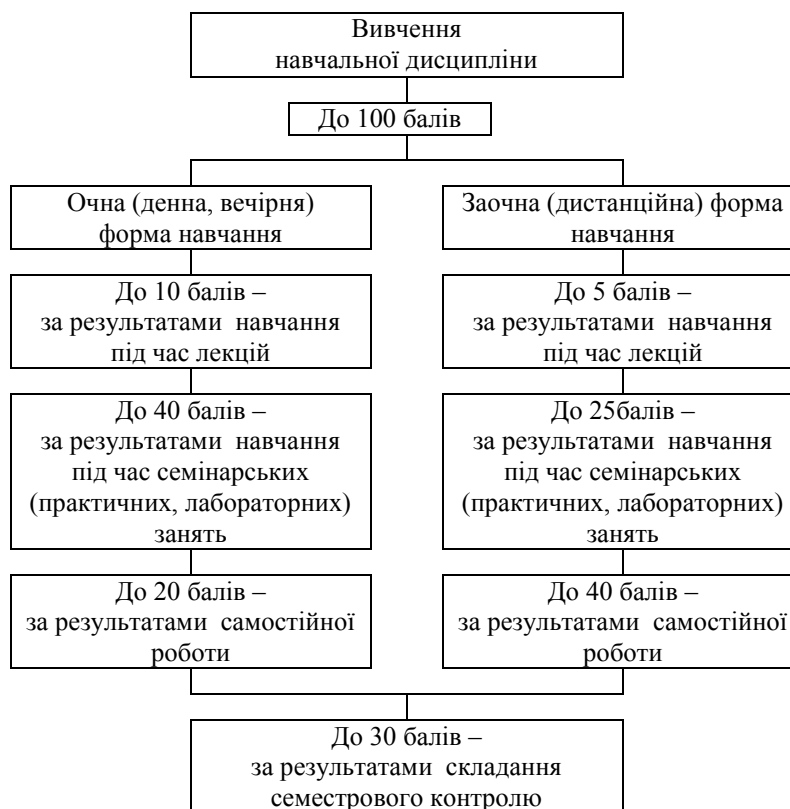 Вивчення
навчальної дисципліни
До 100 балів
Очна (денна, вечірня)
форма навчання
Заочна (дистанційна) форма
навчання
До 10 балів –
за результатами навчання
під час лекцій
До 5 балів –
за результатами навчання
під час лекцій
До 40 балів –
за результатами навчання
під час семінарських
(практичних, лабораторних)
занять
До 25балів –
за результатами навчання
під час семінарських
(практичних, лабораторних)
занять
До 20 балів –
за результатами самостійної
роботи
До 40 балів –
за результатами самостійної
роботи
До 30 балів –
за результатами складання
семестрового контролю